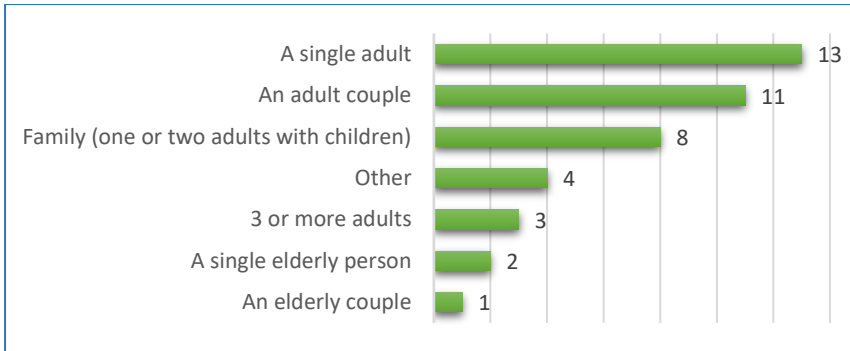 A single adult 13
An adult couple 11
Family (one or two adults with children) 8
Other 4
3 or more adults 3
A single elderly person 2
An elderly couple 1